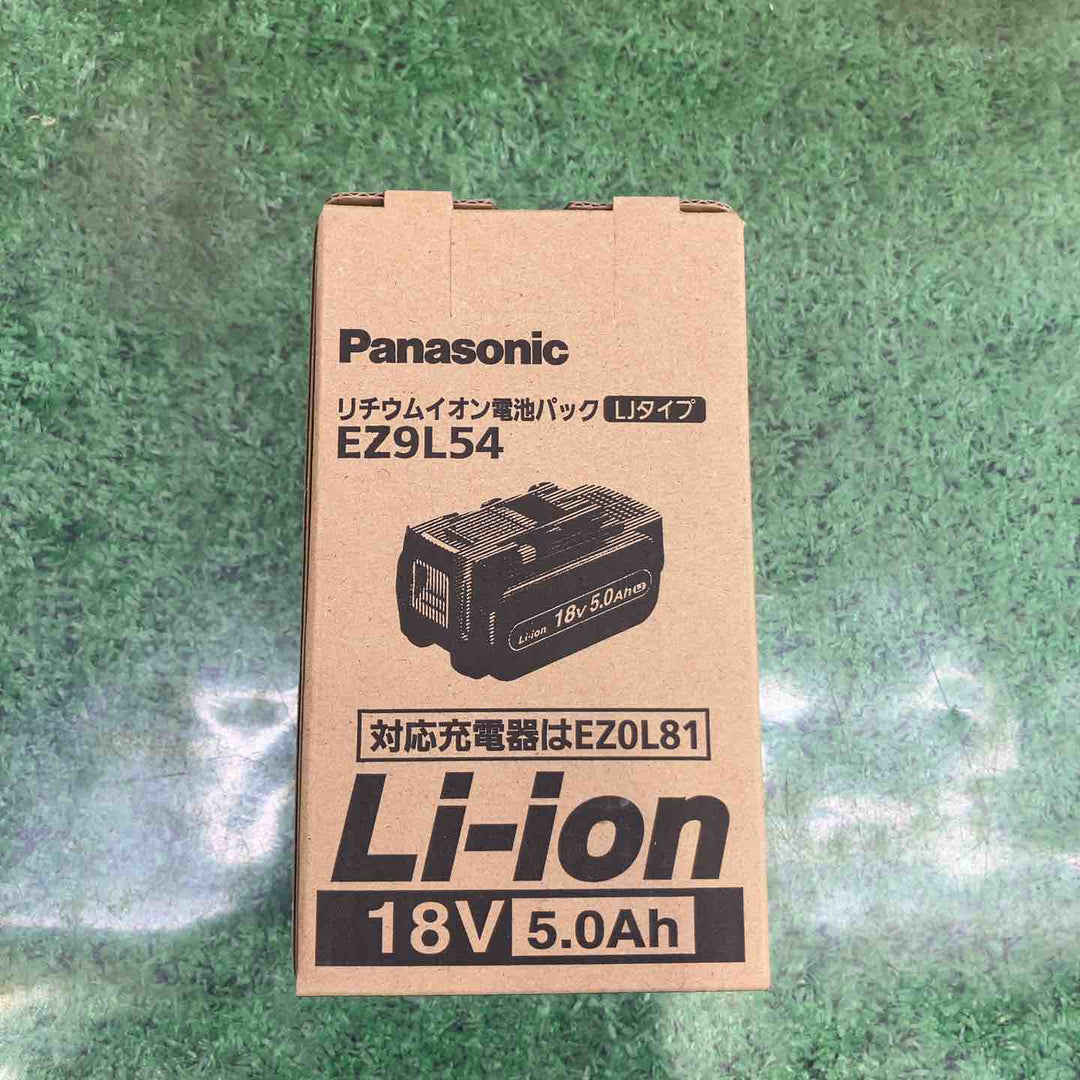 Panasonic
リチウムイオン電池パック LJタイプ
EZ9L54
Li-ion 18V 5.0Ah LJ
対応充電器はEZ0L81
Li-ion
18V 5.0Ah